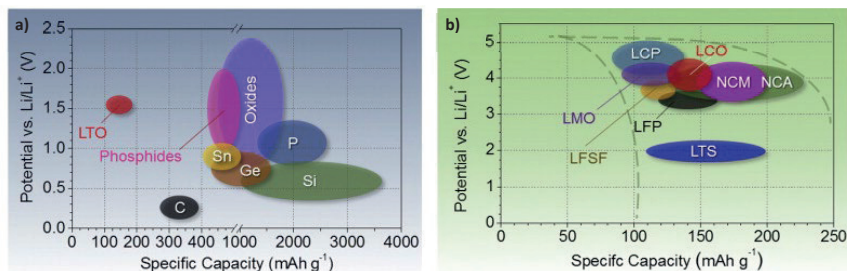 a)
Potential vs. Li/Li⁺ (V)
2.5
2.0
1.5
1.0
0.5
0.0
LTO
Phosphides
Oxides
Sn
Ge
P
Si
C
0 100 200 300 400 500 1000 2000 3000 4000
Specifc Capacity (mAh g⁻¹)
b)
Potential vs. Li/Li⁺ (V)
5
4
3
2
1
0
LCP
LCO
NCM
NCA
LMO
LFP
LFSF
LTS
0 50 100 150 200 250
Specifc Capacity (mAh g⁻¹)